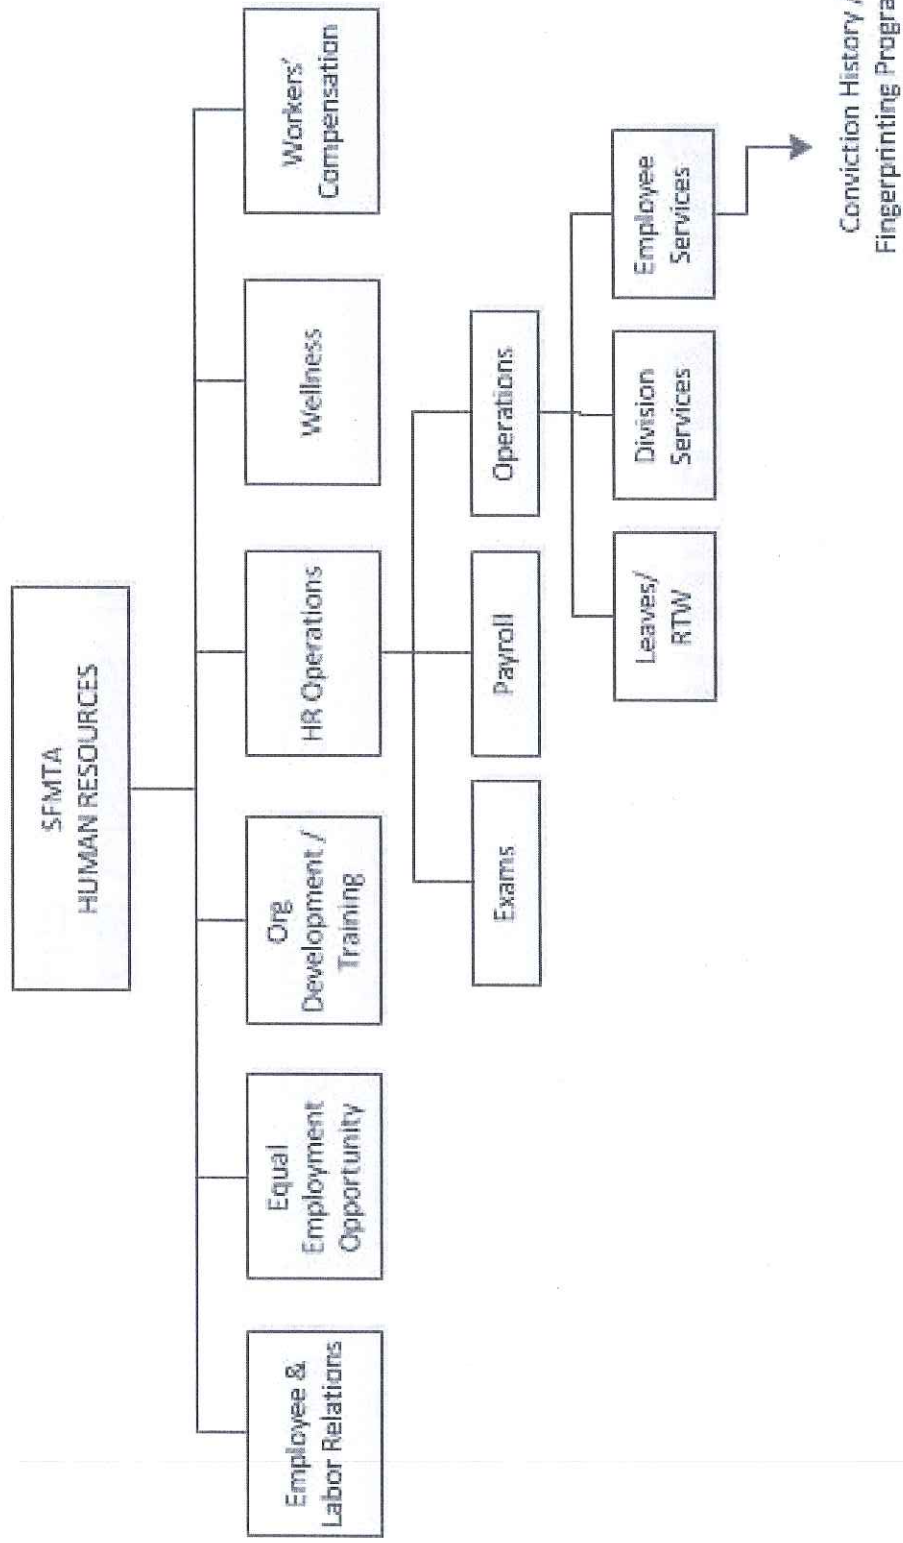 SFMTA
HUMAN RESOURCES
Employee &
Labor Relations
Equal
Employment
Opportunity
Org
Development /
Training
HR Operations
Wellness
Workers'
Compensation
Exams
Payroll
Operations
Leaves/
RTW
Division
Services
Employee
Services
Conviction History
Fingerprinting